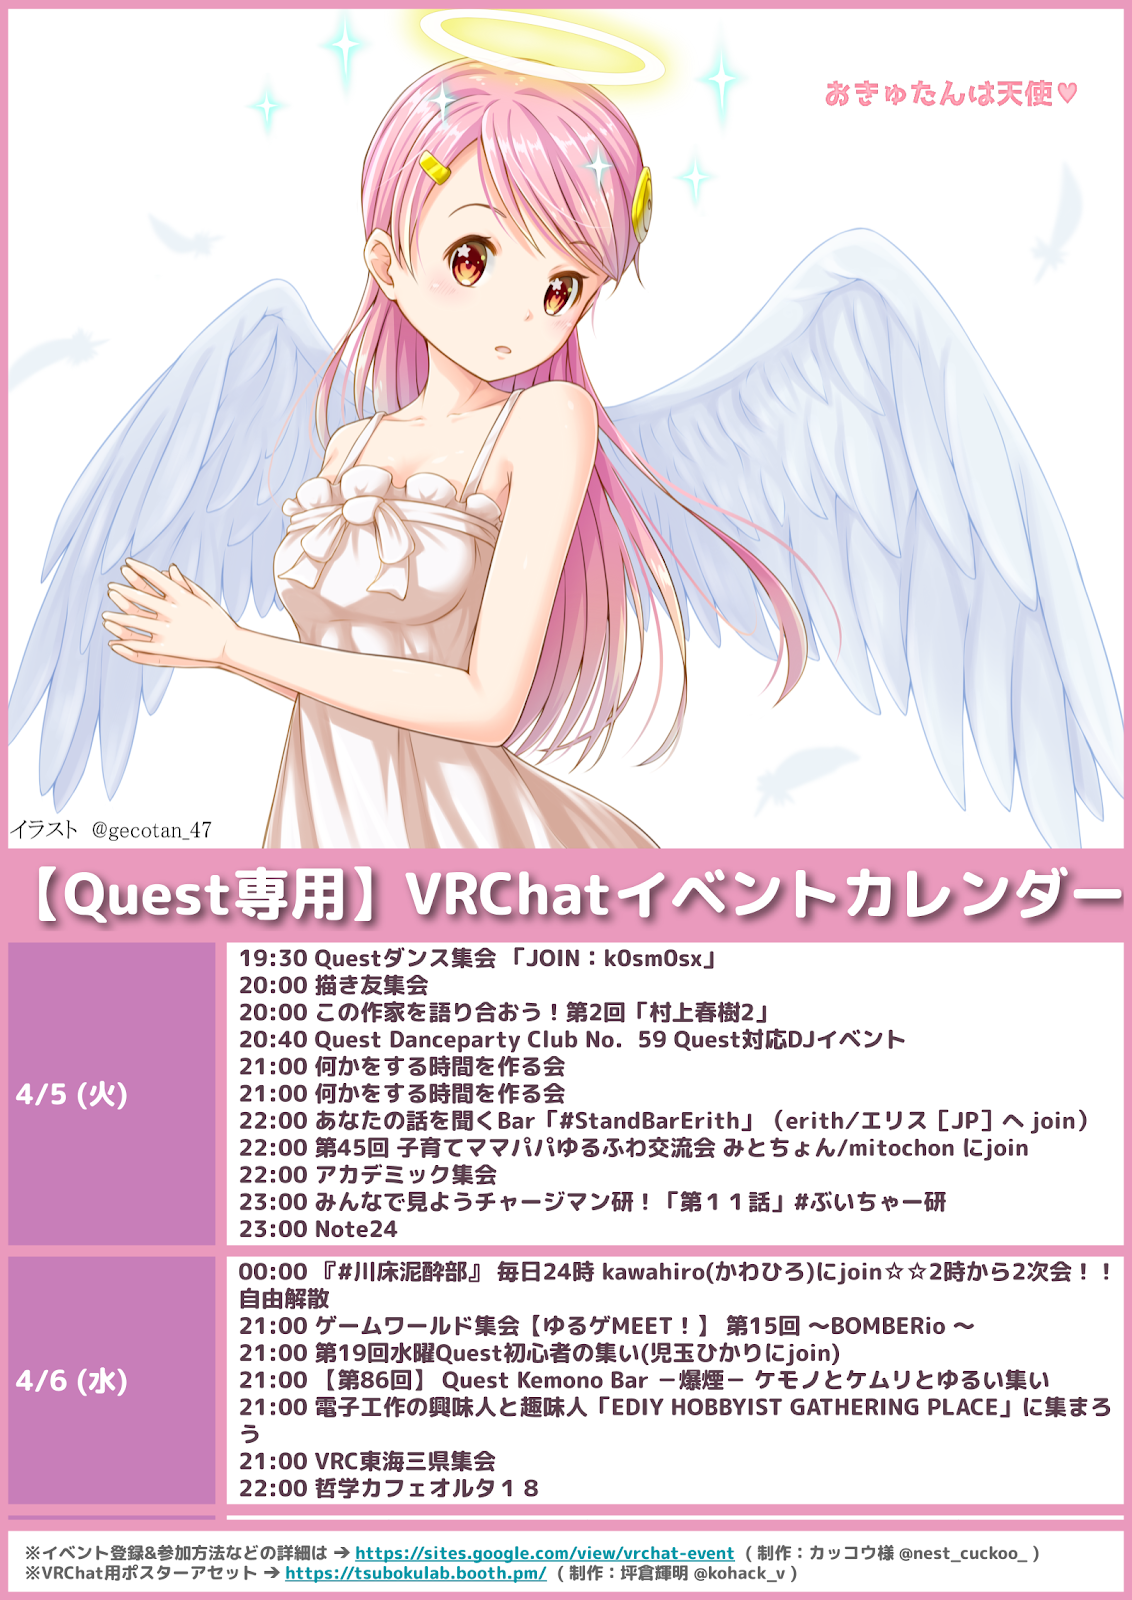 おきゅたんは天使♥
イラスト @gecotan_47
【Quest専用】VRChatイベントカレンダー
4/5 (火)
19:30 Questダンス集会 「JOIN：k0sm0sx」
20:00 描き友集会
20:00 この作家を語り合おう！第2回「村上春樹2」
20:40 Quest Danceparty Club No．59 Quest対応DJイベント
21:00 何かをする時間を作る会
21:00 何かをする時間を作る会
22:00 あなたの話を聞くBar「#StandBarErith」（erith/エリス［JP］へ join）
22:00 第45回 子育てママパパゆるふわ交流会 みとちょん/mitochon にjoin
22:00 アカデミック集会
23:00 みんなで見ようチャージマン研！「第１１話」#ぶいちゃー研
23:00 Note24
4/6 (水)
00:00 『#川床泥酔部』 毎日24時 kawahiro(かわひろ)にjoin☆☆2時から2次会！！
自由解散
21:00 ゲームワールド集会【ゆるゲMEET！】 第15回 ～BOMBERio ～
21:00 第19回水曜Quest初心者の集い(児玉ひかりにjoin)
21:00 【第86回】 Quest Kemono Bar －爆煙－ ケモノとケムリとゆるい集い
21:00 電子工作の興味人と趣味人「EDIY HOBBYIST GATHERING PLACE」に集まろ
う
21:00 VRC東海三県集会
22:00 哲学カフェオルタ１８
※イベント登録&参加方法などの詳細は ➔ https://sites.google.com/view/vrchat-event ( 制作：カッコウ様 @nest_cuckoo_ )
※VRChat用ポスターアセット ➔ https://tsubokulab.booth.pm/ ( 制作：坪倉輝明 @kohack_v )